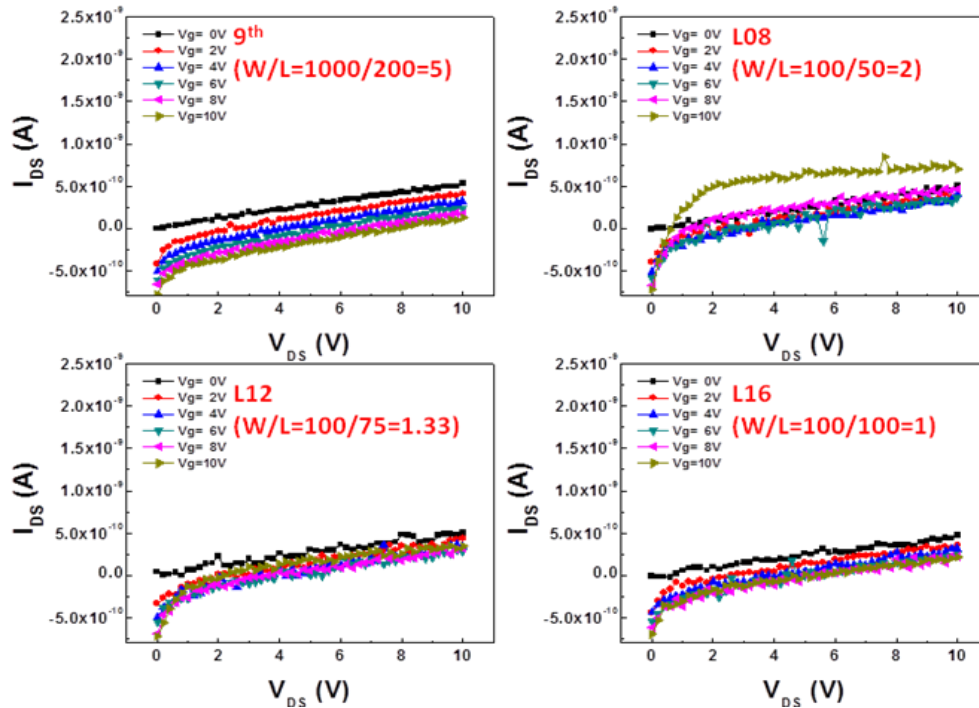 2.5x10⁻⁹
2.0x10⁻⁹
1.5x10⁻⁹
1.0x10⁻⁹
5.0x10⁻¹⁰
0.0
-5.0x10⁻¹⁰
I_DS (A)
Vg= 0V
Vg= 2V
Vg= 4V
Vg= 6V
Vg= 8V
Vg=10V
9th
(W/L=1000/200=5)
0 2 4 6 8 10
V_DS (V)
2.5x10⁻⁹
2.0x10⁻⁹
1.5x10⁻⁹
1.0x10⁻⁹
5.0x10⁻¹⁰
0.0
-5.0x10⁻¹⁰
I_DS (A)
Vg= 0V
Vg= 2V
Vg= 4V
Vg= 6V
Vg= 8V
Vg=10V
L08
(W/L=100/50=2)
0 2 4 6 8 10
V_DS (V)
2.5x10⁻⁹
2.0x10⁻⁹
1.5x10⁻⁹
1.0x10⁻⁹
5.0x10⁻¹⁰
0.0
-5.0x10⁻¹⁰
I_DS (A)
Vg= 0V
Vg= 2V
Vg= 4V
Vg= 6V
Vg= 8V
Vg=10V
L12
(W/L=100/75=1.33)
0 2 4 6 8 10
V_DS (V)
2.5x10⁻⁹
2.0x10⁻⁹
1.5x10⁻⁹
1.0x10⁻⁹
5.0x10⁻¹⁰
0.0
-5.0x10⁻¹⁰
I_DS (A)
Vg= 0V
Vg= 2V
Vg= 4V
Vg= 6V
Vg= 8V
Vg=10V
L16
(W/L=100/100=1)
0 2 4 6 8 10
V_DS (V)